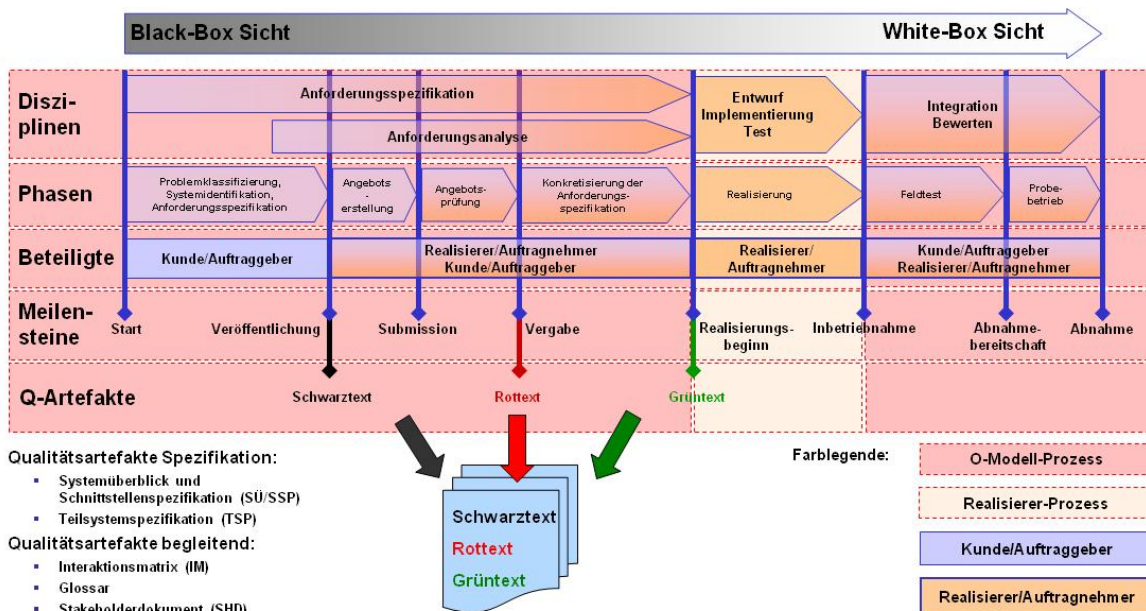 Black-Box Sicht
White-Box Sicht
Diszi-
plinen
Anforderungsspezifikation
Anforderungsanalyse
Entwurf
Implementierung
Test
Integration
Bewerten
Phasen
Problemklassifizierung,
Systemidentifikation,
Anforderungsspezifikation
Angebots
-
erstellung
Angebots-
prüfung
Konkretisierung der
Anforderungs-
spezifikation
Realisierung
Feldtest
Probe-
betrieb
Beteiligte
Kunde/Auftraggeber
Realisierer/Auftragnehmer
Kunde/Auftraggeber
Realisierer/
Auftragnehmer
Kunde/Auftraggeber
Realisierer/Auftragnehmer
Meilen-
steine
Start
Veröffentlichung
Submission
Vergabe
Realisierungs-
beginn
Inbetriebnahme
Abnahme-
bereitschaft
Abnahme
Q-Artefakte
Schwarztext
Rottext
Grüntext
Qualitätsartefakte Spezifikation:
Systemüberblick und
Schnittstellenspezifikation (SÜ/SSP)
Teilsystemspezifikation (TSP)
Qualitätsartefakte begleitend:
Interaktionsmatrix (IM)
Glossar
Stakeholderdokument (SHD)
Schwarztext
Rottext
Grüntext
Farblegende:
O-Modell-Prozess
Realisierer-Prozess
Kunde/Auftraggeber
Realisierer/Auftragnehmer